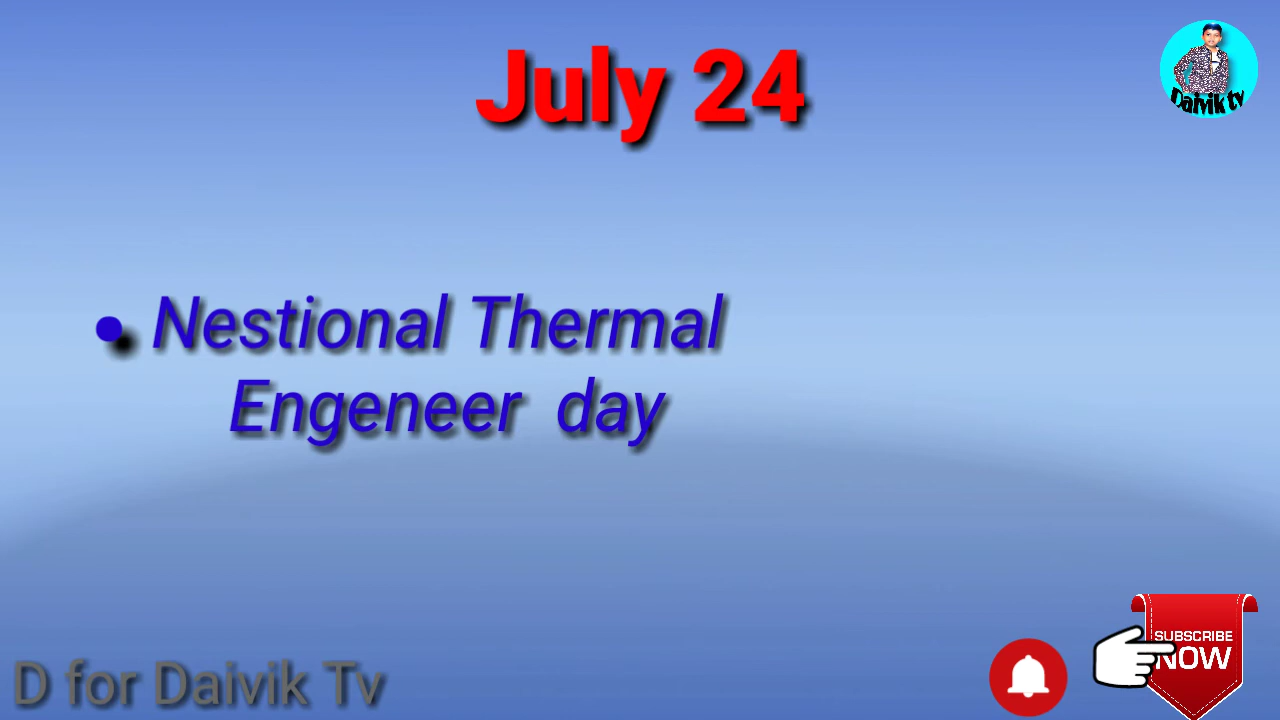 July 24
Daivik tv
• Nestional Thermal
Engeneer day
SUBSCRIBE
NOW
D for Daivik Tv